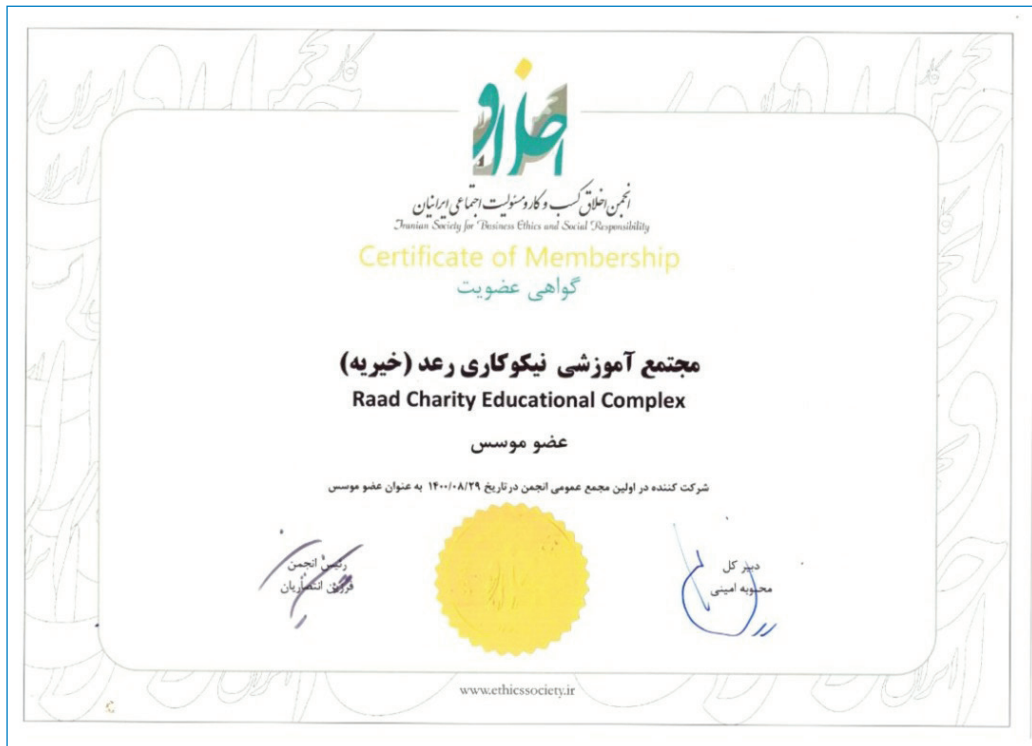 اخلاق
انجمن اخلاق کسب و کار و مسئولیت اجتماعی ایرانیان
Iranian Society for Business Ethics and Social Responsibility
Certificate of Membership
گواهی عضویت
مجتمع آموزشی نیکوکاری رعد (خیریه)
Raad Charity Educational Complex
عضو موسس
شرکت کننده در اولین مجمع عمومی انجمن در تاریخ ۱۴۰۰/۰۸/۲۹ به عنوان عضو موسس
دبیر کل
محبوبه امینی
رئیس انجمن
انتصاریان
www.ethicssociety.ir